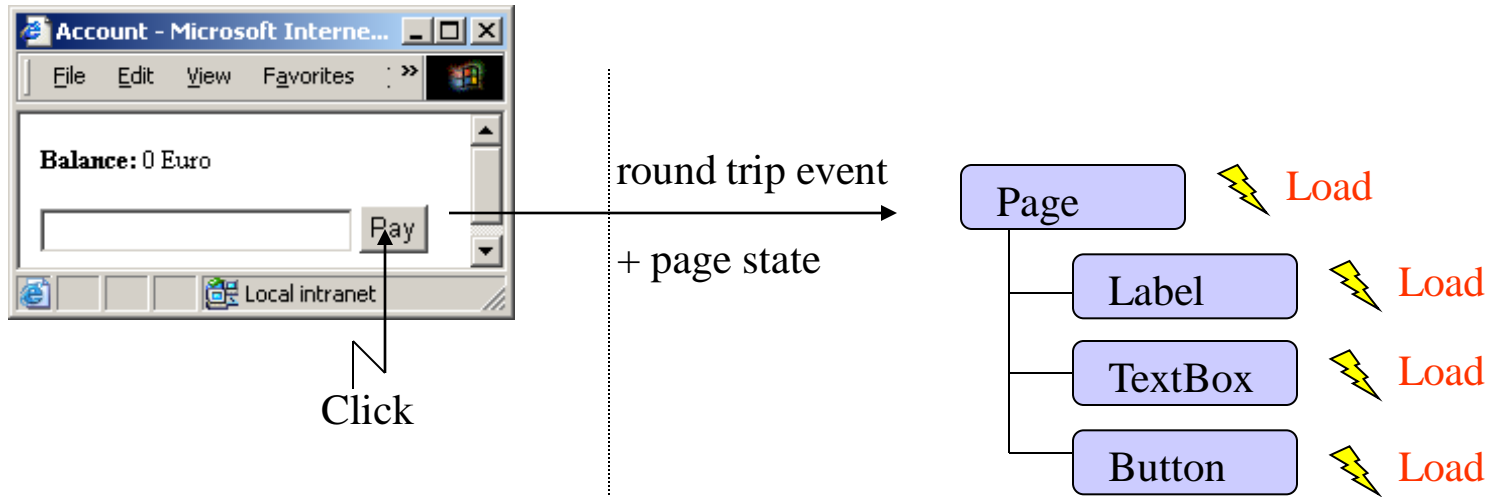 Account - Microsoft Interne...
File Edit View Favorites »
Balance: 0 Euro
Pay
Local intranet
Click
round trip event
+ page state
Page
Load
Label
Load
TextBox
Load
Button
Load